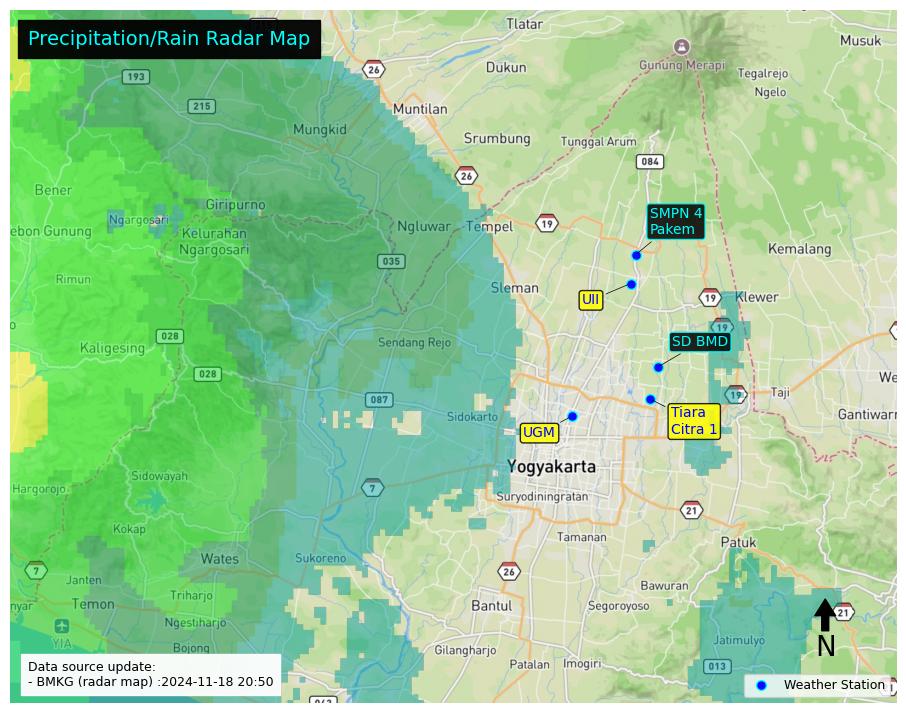 Precipitation/Rain Radar Map
Tlatar
Musuk
26
Dukun
Gunung Merapi
Tegalrejo
193
Ngelo
215
Muntilan
Mungkid
Srumbung
Tunggal Arum
084
26
Bener
Giripurno
Ngargosari
SMPN 4
Pakem
19
Ngluwar
Tempel
ebon Gunung
Kelurahan
Ngargosari
Kemalang
035
Rimun
Sleman
UII
19
Klewer
19
028
Kaligesing
Sendang Rejo
SD BMD
028
We
087
19
Taji
Sidokarto
Tiara
Citra 1
Gantiwarr
UGM
Yogyakarta
Sidowayah
Hargorojo
7
Suryodiningratan
21
Kokap
Tamanan
Patuk
Wates
Sukoreno
7
26
Janten
Bawuran
nyar
Temon
Triharjo
Bantul
Segoroyoso
21
Ngestiharjo
YIA
N
Jatimulyo
Bojong
Gilangharjo
Patalan
Imogiri
013
Data source update:
- BMKG (radar map) :2024-11-18 20:50
Weather Station